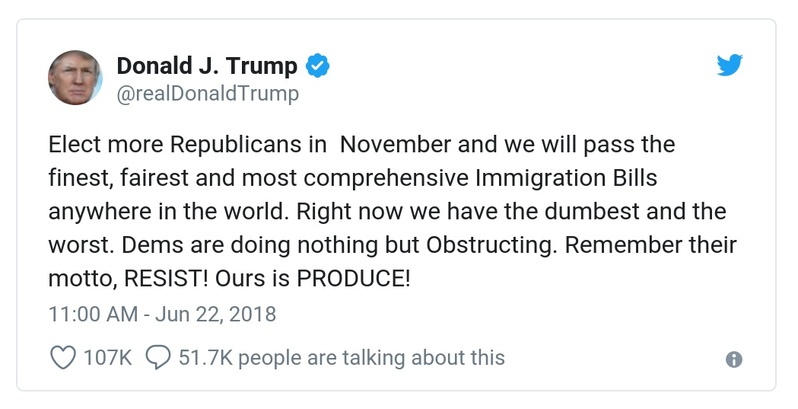 Donald J. Trump
@realDonaldTrump
Elect more Republicans in  November and we will pass the
finest, fairest and most comprehensive Immigration Bills
anywhere in the world. Right now we have the dumbest and the
worst. Dems are doing nothing but Obstructing. Remember their
motto, RESIST! Ours is PRODUCE!
11:00 AM - Jun 22, 2018
107K 51.7K people are talking about this